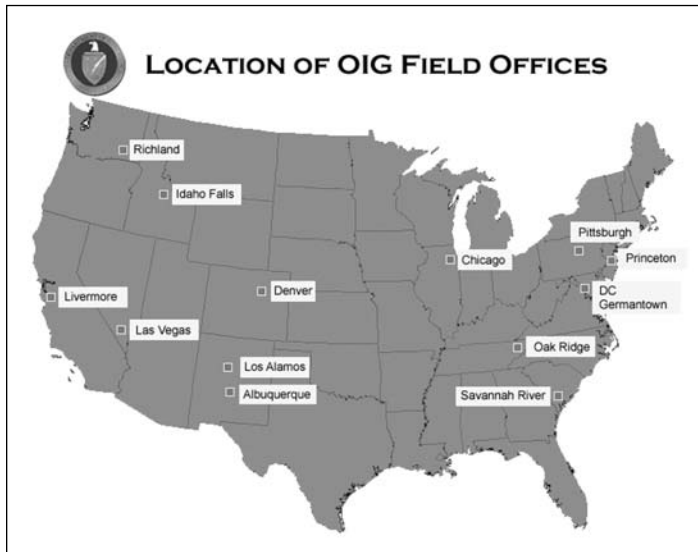 LOCATION OF OIG FIELD OFFICES
Richland
Idaho Falls
Pittsburgh
Chicago
Princeton
Denver
DC
Germantown
Livermore
Las Vegas
Oak Ridge
Los Alamos
Albuquerque
Savannah River